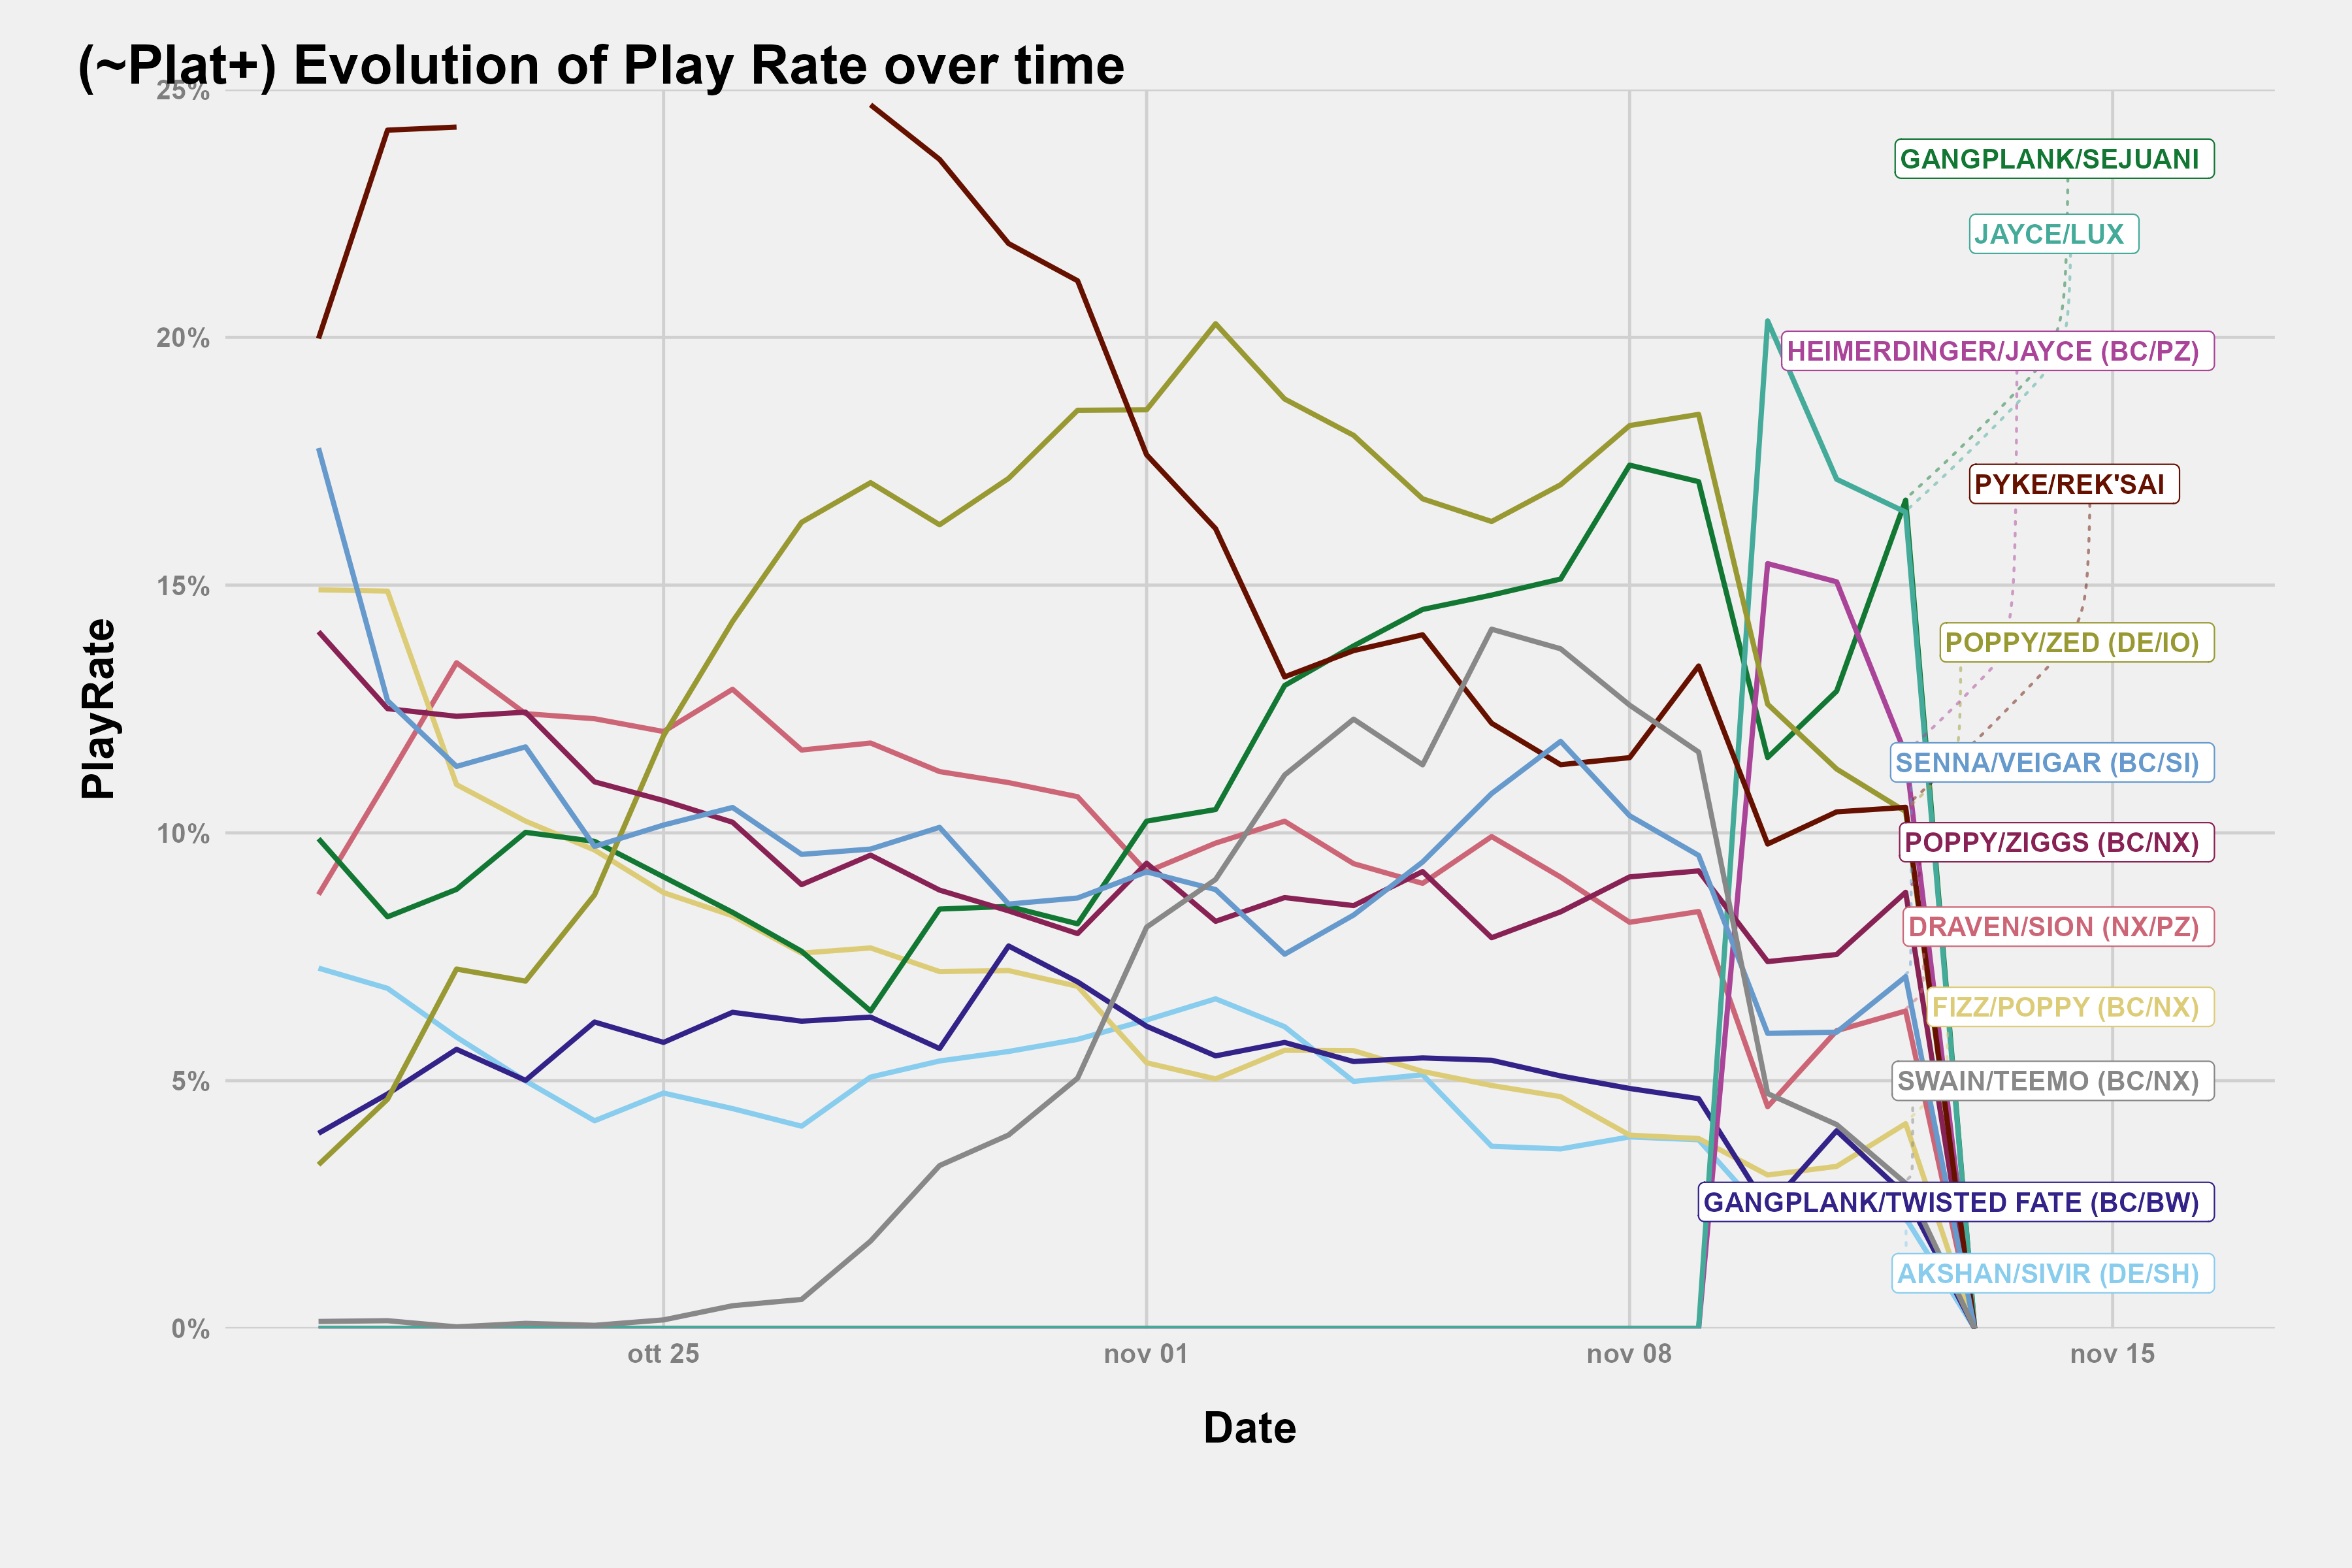 (~Plat+) Evolution of Play Rate over time
25%
20%
15%
10%
5%
0%
PlayRate
GANGPLANK/SEJUANI
JAYCE/LUX
HEIMERDINGER/JAYCE (BC/PZ)
PYKE/REK'SAI
POPPY/ZED (DE/IO)
SENNA/VEIGAR (BC/SI)
POPPY/ZIGGS (BC/NX)
DRAVEN/SION (NX/PZ)
FIZZ/POPPY (BC/NX)
SWAIN/TEEMO (BC/NX)
GANGPLANK/TWISTED FATE (BC/BW)
AKSHAN/SIVIR (DE/SH)
ott 25 nov 01 nov 08 nov 15
Date